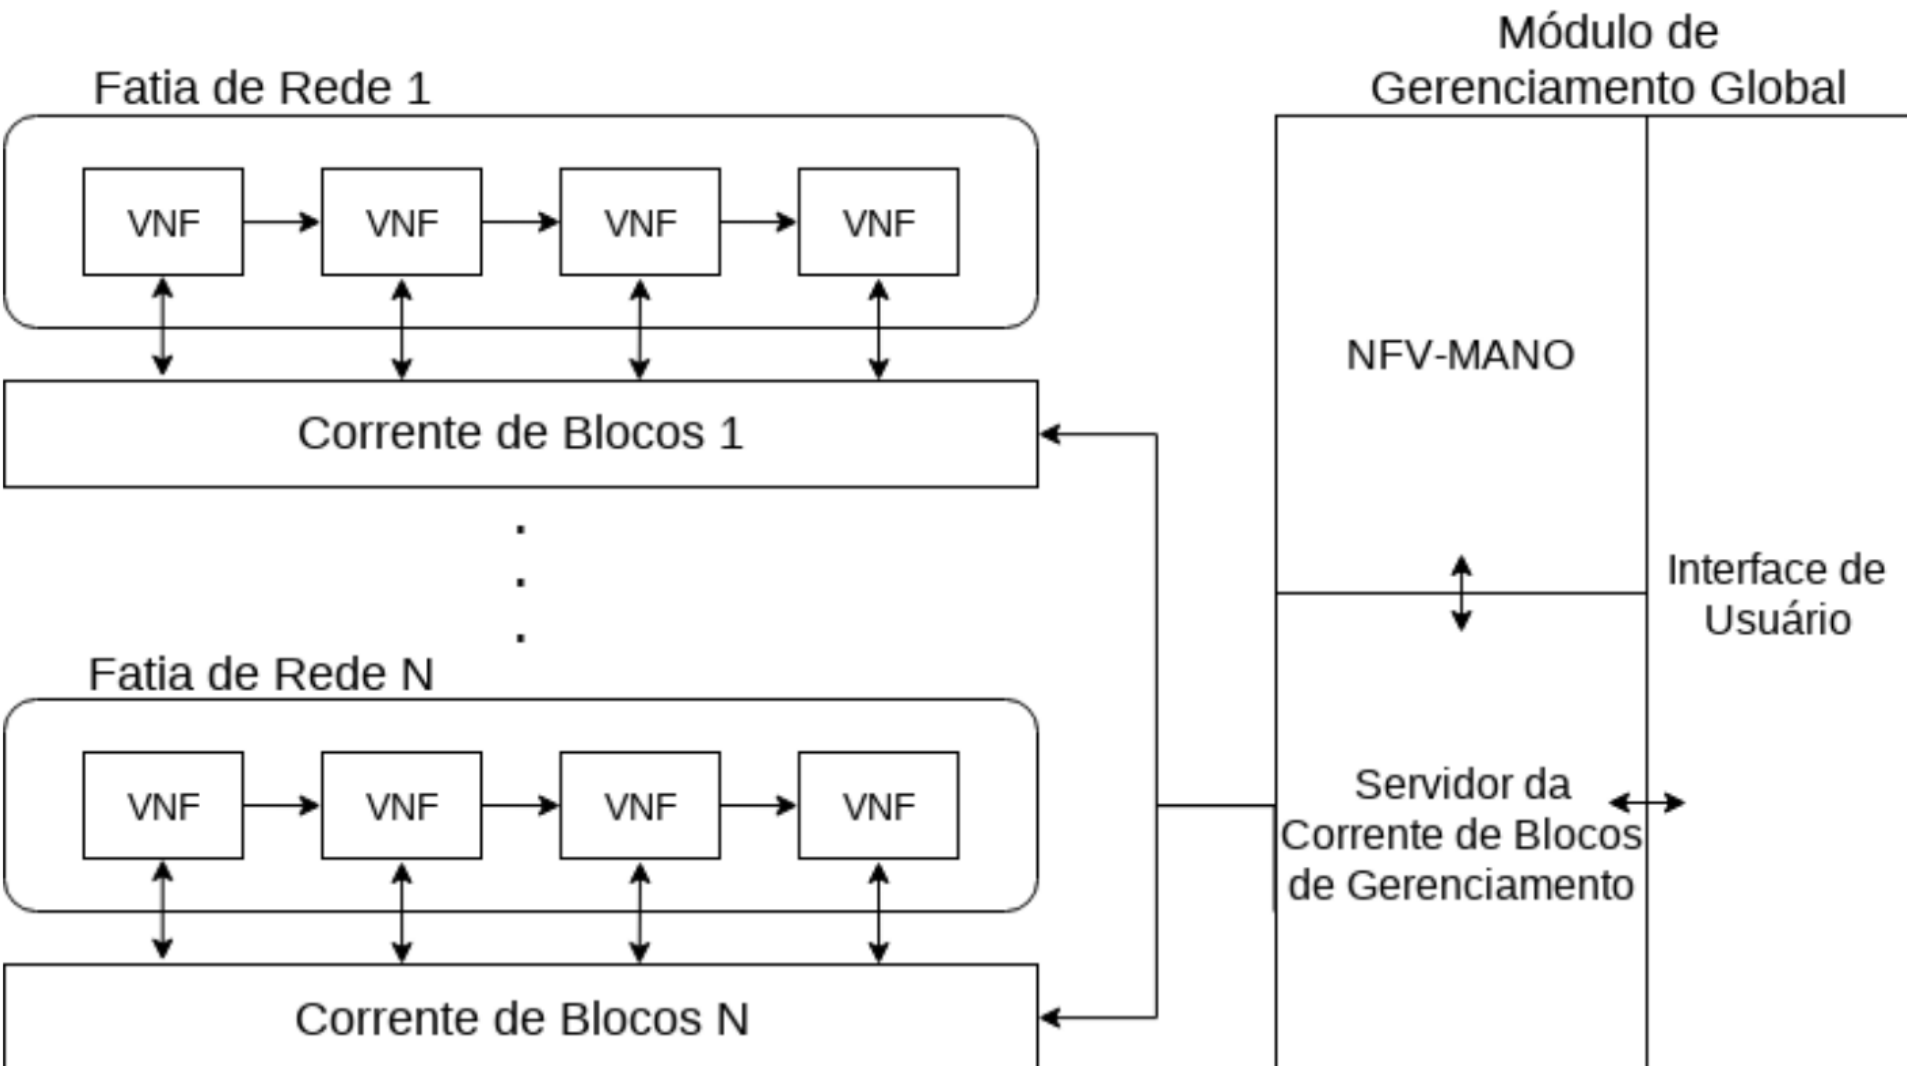 Fatia de Rede 1
VNF
VNF
VNF
VNF
Corrente de Blocos 1
.
.
.
Fatia de Rede N
VNF
VNF
VNF
VNF
Corrente de Blocos N
Módulo de
Gerenciamento Global
NFV-MANO
Servidor da
Corrente de Blocos
de Gerenciamento
Interface de
Usuário